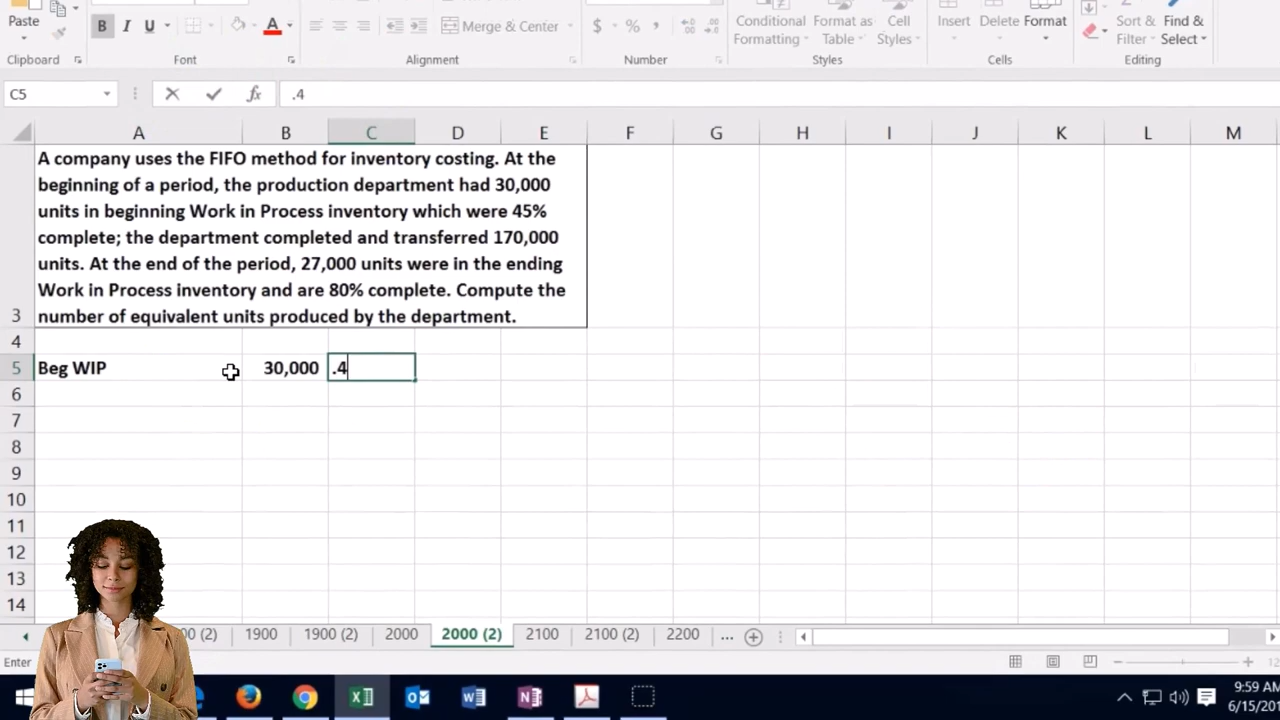 Paste
B I U A
Merge & Center
$ % ,
Conditional Formatting
Format as Table
Cell Styles
Insert Delete Format
Sort & Filter
Find & Select
Clipboard Font Alignment Number Styles Cells Editing
C5 fx .4
A B C D E F G H I J K L M
A company uses the FIFO method for inventory costing. At the
beginning of a period, the production department had 30,000
units in beginning Work in Process inventory which were 45%
complete; the department completed and transferred 170,000
units. At the end of the period, 27,000 units were in the ending
Work in Process inventory and are 80% complete. Compute the
3 number of equivalent units produced by the department.
4
5 Beg WIP 30,000 .4
6
7
8
9
10
11
12
13
14
(2) 1900 1900 (2) 2000 2000 (2) 2100 2100 (2) 2200 ...
Enter
9:59 AM
6/15/201